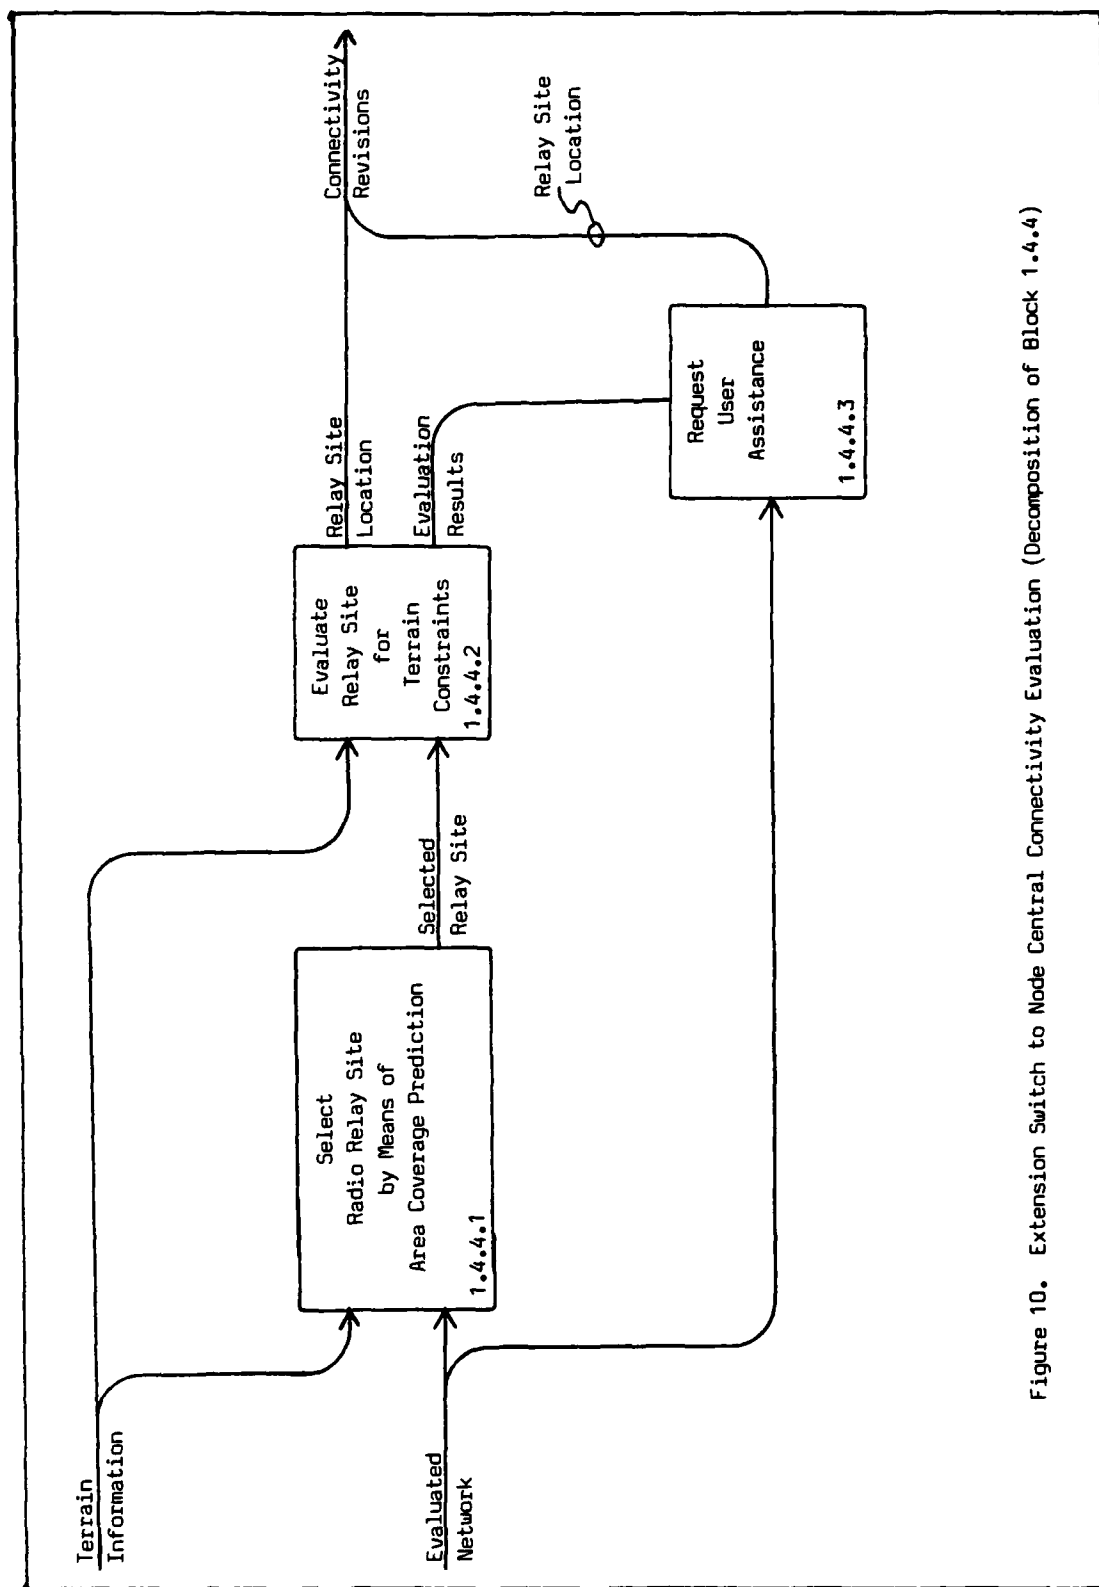 Terrain
Information
Evaluated
Network
Select
Radio Relay Site
by Means of
Area Coverage Prediction
1.4.4.1
Selected
Relay Site
Evaluate
Relay Site
for
Terrain
Constraints
1.4.4.2
Relay Site
Location
Evaluation
Results
Request
User
Assistance
1.4.4.3
Relay Site
Location
Connectivity
Revisions
Figure 10. Extension Switch to Node Central Connectivity Evaluation (Decomposition of Block 1.4.4)